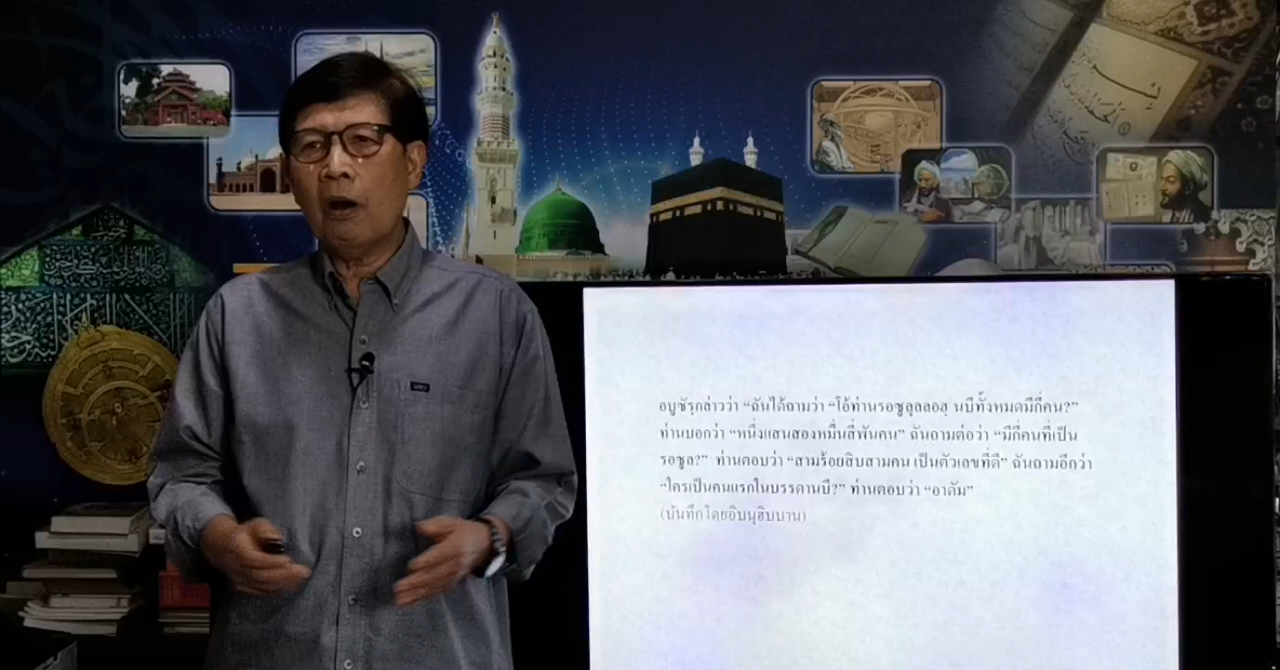 อบูซัรฺกล่าวว่า “ฉันได้ถามว่า “โอ้ท่านรอซูลุลลอฮฺ นบีทั้งหมดมีกี่คน?”
ท่านบอกว่า “หนึ่งแสนสองหมื่นสี่พันคน” ฉันถามต่อว่า “มีกี่คนที่เป็น
รอซูล?” ท่านตอบว่า “สามร้อยสิบสามคน เป็นตัวเลขที่ดี” ฉันถามอีกว่า
“ใครเป็นคนแรกในบรรดานบี?” ท่านตอบว่า “อาดัม”
(บันทึกโดยอิบนุฮิบบาน)